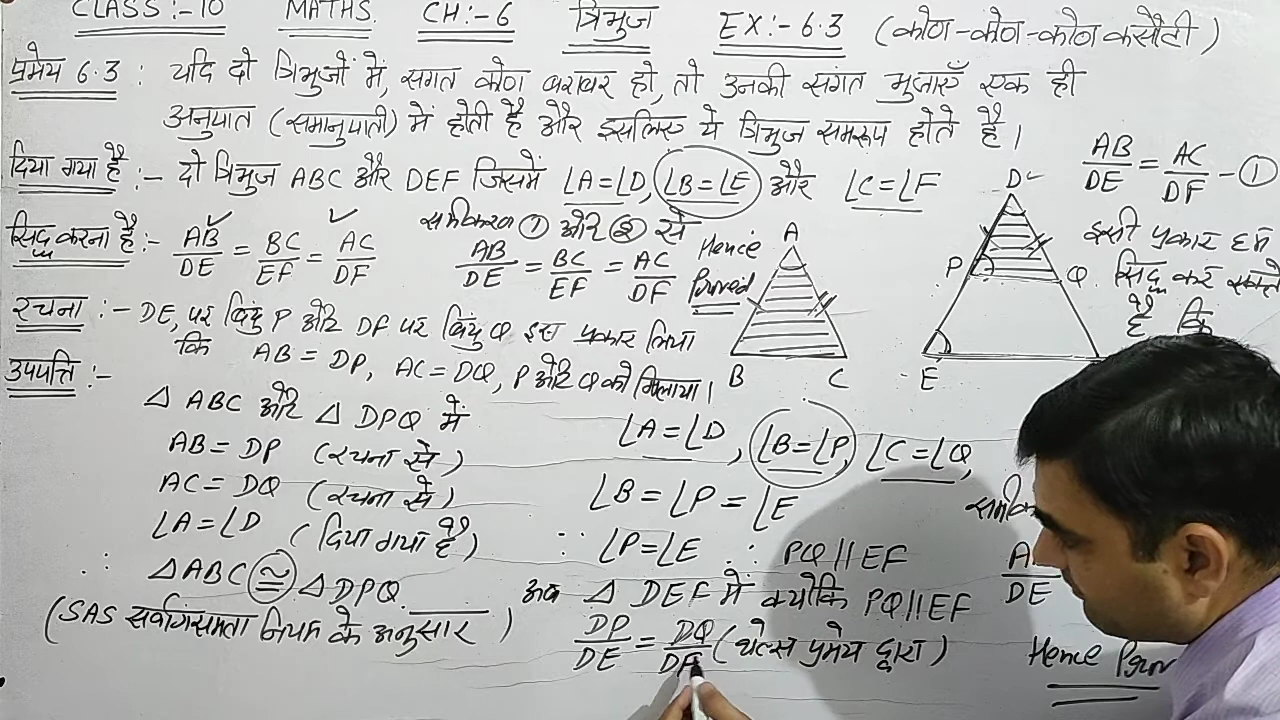 CLASS:-10 MATHS. CH:-6 त्रिभुज EX:-6.3 (कोण-कोण-कोण कसौटी)
प्रमेय 6.3: यदि दो त्रिभुजों में, संगत कोण बराबर हो, तो उनकी संगत भुजाएँ एक ही
अनुपात (समानुपाती) में होती है और इसलिए ये त्रिभुज समरूप होते है।
दिया गया है:- दो त्रिभुज ABC और DEF जिसमें ∠A=∠D, ∠B=∠E और ∠C=∠F
सिद्ध करना है:- AB/DE = BC/EF = AC/DF
समीकरण ① और ② से
AB/DE = BC/EF = AC/DF
Hence Proved
रचना:- DE, पर बिंदु P और DF पर बिंदु Q इस प्रकार लिया
कि AB = DP, AC = DQ, P और Q को मिलाया।
उपपत्ति:-
△ ABC और △ DPQ में
AB = DP (रचना से)
AC = DQ (रचना से)
∠A=∠D (दिया गया है)
∴ △ABC ≅ △DPQ
(SAS सर्वांगसमता नियम के अनुसार)
∠A=∠D, ∠B=∠P, ∠C=∠Q,
∠B=∠P=∠E
∵ ∠P=∠E ∴ PQ||EF
अब △ DEF में क्योंकि PQ||EF
DP/DE = DQ/DF (थेल्स प्रमेय द्वारा)
A
B C
D
P Q
E
AB/DE = AC/DF - ①
इसी प्रकार हम
सिद्ध कर सकते
है कि
DE
Hence